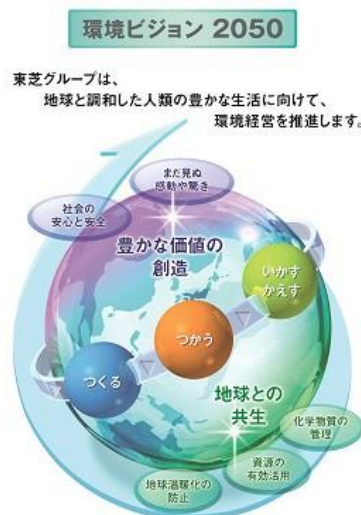 環境ビジョン 2050
東芝グループは、
地球と調和した人類の豊かな生活に向けて、
環境経営を推進します。
まだ見ぬ
感動や驚き
社会の
安心と安全
豊かな価値の
創造
いかす
かえす
つかう
つくる
地球との
共生
化学物質の
管理
資源の
有効活用
地球温暖化の
防止